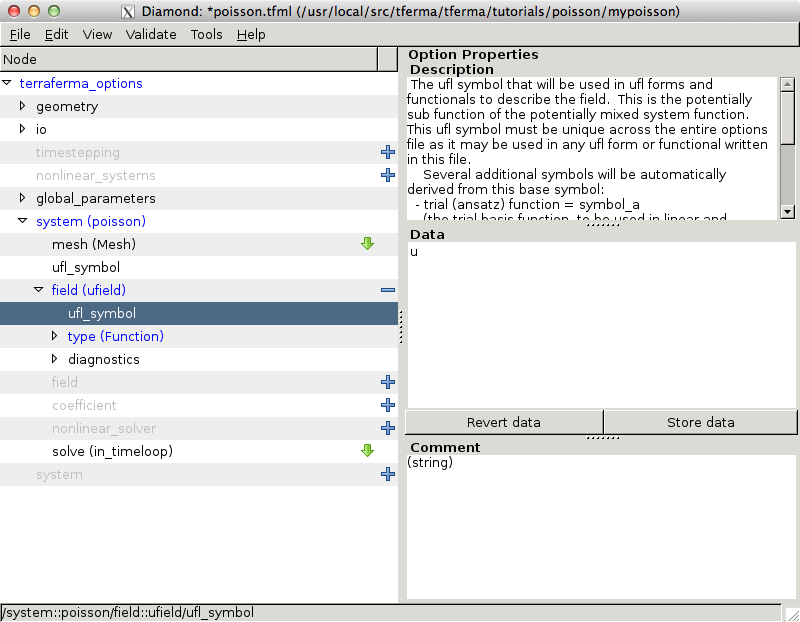 Diamond: *poisson.tfml (/usr/local/src/tferma/tferma/tutorials/poisson/mypoisson)
File Edit View Validate Tools Help
Node
terraferma_options
geometry
io
timestepping
nonlinear_systems
global_parameters
system (poisson)
mesh (Mesh)
ufl_symbol
field (ufield)
ufl_symbol
type (Function)
diagnostics
field
coefficient
nonlinear_solver
solve (in_timeloop)
system
Option Properties
Description
The ufl symbol that will be used in ufl forms and
functionals to describe the field.  This is the potentially
sub function of the potentially mixed system function.
This ufl symbol must be unique across the entire options
file as it may be used in any ufl form or functional written
in this file.
Several additional symbols will be automatically
derived from this base symbol:
- trial (ansatz) function = symbol_a
(the trial basis function, to be used in linear and
Data
u
Revert data
Store data
Comment
(string)
/system::poisson/field::ufield/ufl_symbol